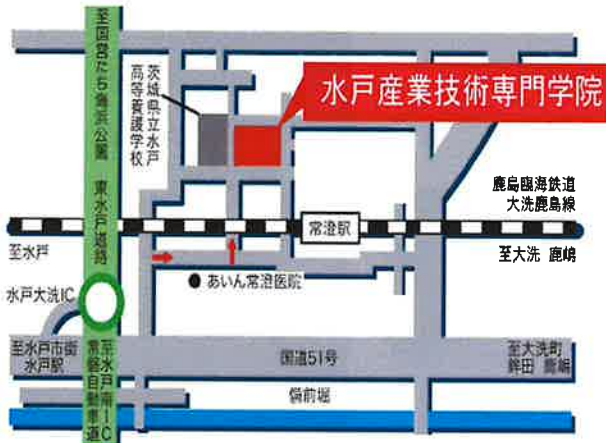 至国営ひたち海浜公園
東水戸道路
茨城県立水戸
高等養護学校
水戸産業技術専門学院
鹿島臨海鉄道
大洗鹿島線
常澄駅
至水戸
至大洗 鹿嶋
水戸大洗IC
● あいん常澄医院
至水戸市街
水戸駅
至水戸南IC
常磐自動車道
国道51号
至大洗町
鉾田 鹿嶋
備前堀